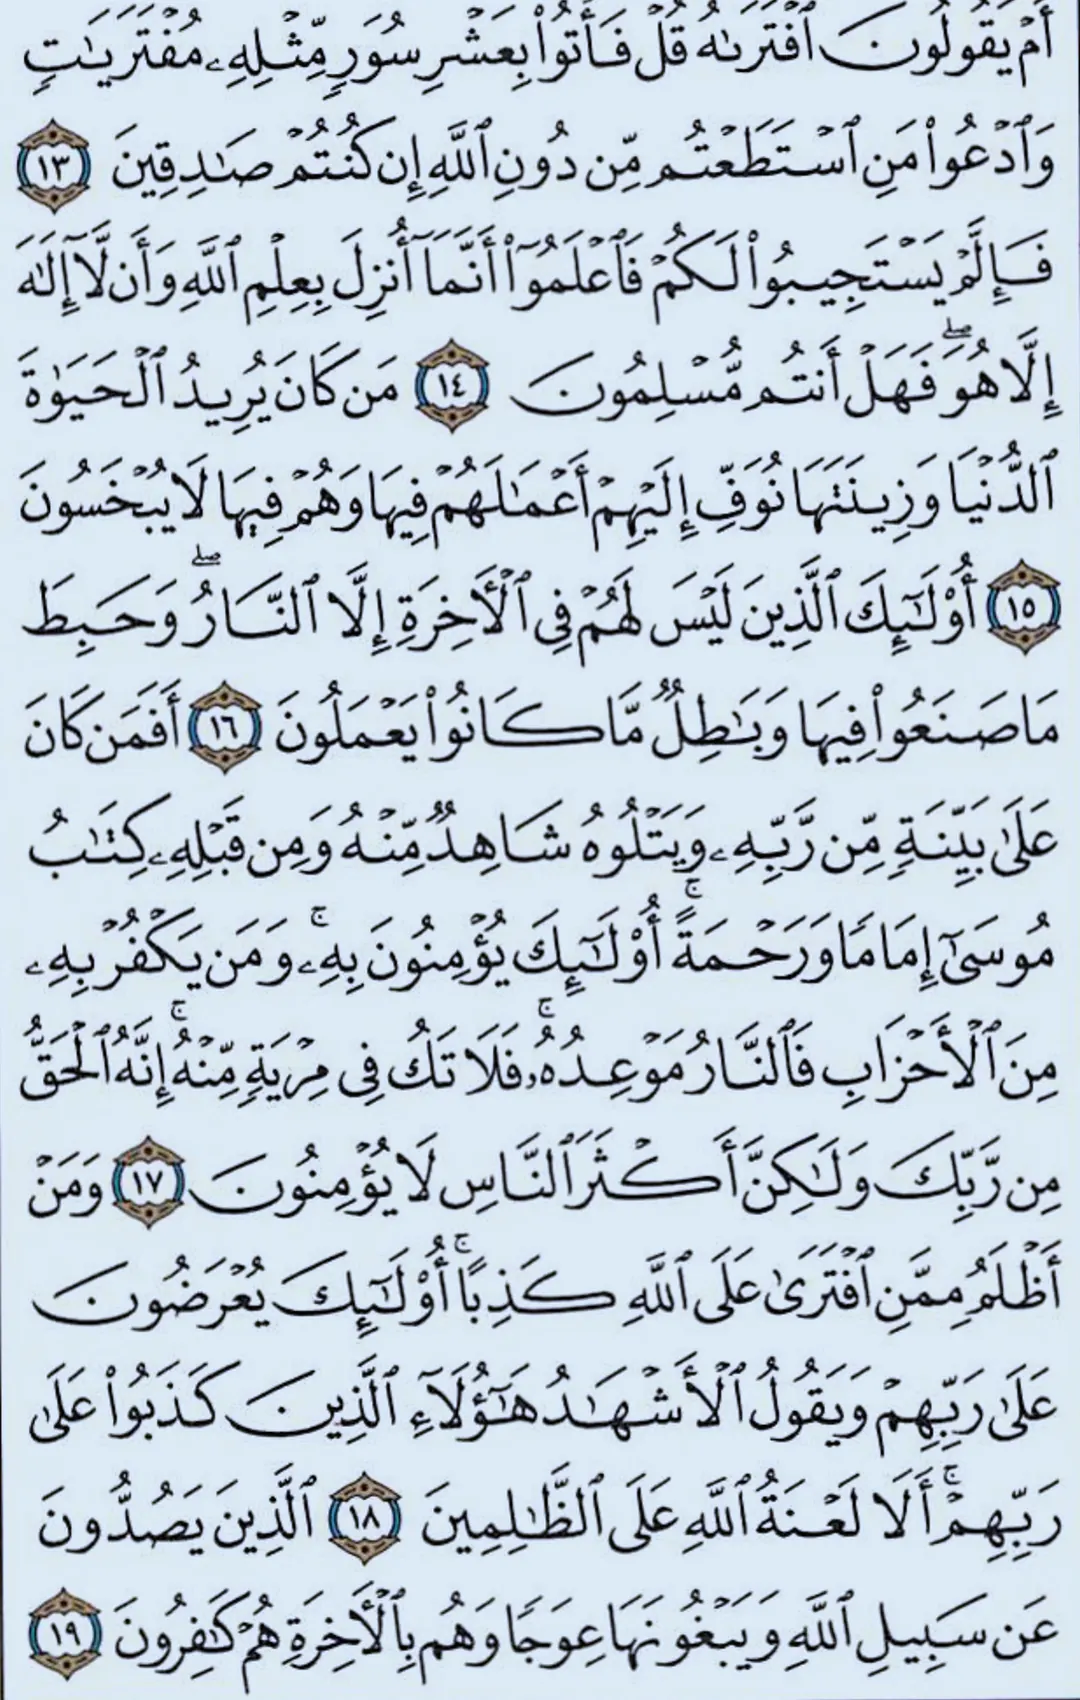 أَمْ يَقُولُونَ ٱفْتَرَىٰهُ قُلْ فَأْتُوا۟ بِعَشْرِ سُوَرٍ مِّثْلِهِۦ مُفْتَرَيَـٰتٍ
وَٱدْعُوا۟ مَنِ ٱسْتَطَعْتُم مِّن دُونِ ٱللَّهِ إِن كُنتُمْ صَـٰدِقِينَ ١٣
فَإِلَّمْ يَسْتَجِيبُوا۟ لَكُمْ فَٱعْلَمُوٓا۟ أَنَّمَآ أُنزِلَ بِعِلْمِ ٱللَّهِ وَأَن لَّآ إِلَـٰهَ
إِلَّا هُوَ ۖ فَهَلْ أَنتُم مُّسْلِمُونَ ١٤ مَن كَانَ يُرِيدُ ٱلْحَيَوٰةَ
ٱلدُّنْيَا وَزِينَتَهَا نُوَفِّ إِلَيْهِمْ أَعْمَـٰلَهُمْ فِيهَا وَهُمْ فِيهَا لَا يُبْخَسُونَ
١٥ أُو۟لَـٰٓئِكَ ٱلَّذِينَ لَيْسَ لَهُمْ فِى ٱلْـَٔاخِرَةِ إِلَّا ٱلنَّارُ ۖ وَحَبِطَ
مَا صَنَعُوا۟ فِيهَا وَبَـٰطِلٌ مَّا كَانُوا۟ يَعْمَلُونَ ١٦ أَفَمَن كَانَ
عَلَىٰ بَيِّنَةٍ مِّن رَّبِّهِۦ وَيَتْلُوهُ شَاهِدٌ مِّنْهُ وَمِن قَبْلِهِۦ كِتَـٰبُ
مُوسَىٰٓ إِمَامًا وَرَحْمَةً ۚ أُو۟لَـٰٓئِكَ يُؤْمِنُونَ بِهِۦ ۚ وَمَن يَكْفُرْ بِهِۦ
مِنَ ٱلْأَحْزَابِ فَٱلنَّارُ مَوْعِدُهُۥ ۚ فَلَا تَكُ فِى مِرْيَةٍ مِّنْهُ ۚ إِنَّهُ ٱلْحَقُّ
مِن رَّبِّكَ وَلَـٰكِنَّ أَكْثَرَ ٱلنَّاسِ لَا يُؤْمِنُونَ ١٧ وَمَنْ
أَظْلَمُ مِمَّنِ ٱفْتَرَىٰ عَلَى ٱللَّهِ كَذِبًا ۚ أُو۟لَـٰٓئِكَ يُعْرَضُونَ
عَلَىٰ رَبِّهِمْ وَيَقُولُ ٱلْأَشْهَـٰدُ هَـٰٓؤُلَآءِ ٱلَّذِينَ كَذَبُوا۟ عَلَىٰ
رَبِّهِمْ ۚ أَلَا لَعْنَةُ ٱللَّهِ عَلَى ٱلظَّـٰلِمِينَ ١٨ ٱلَّذِينَ يَصُدُّونَ
عَن سَبِيلِ ٱللَّهِ وَيَبْغُونَهَا عِوَجًا وَهُم بِٱلْـَٔاخِرَةِ هُمْ كَـٰفِرُونَ ١٩